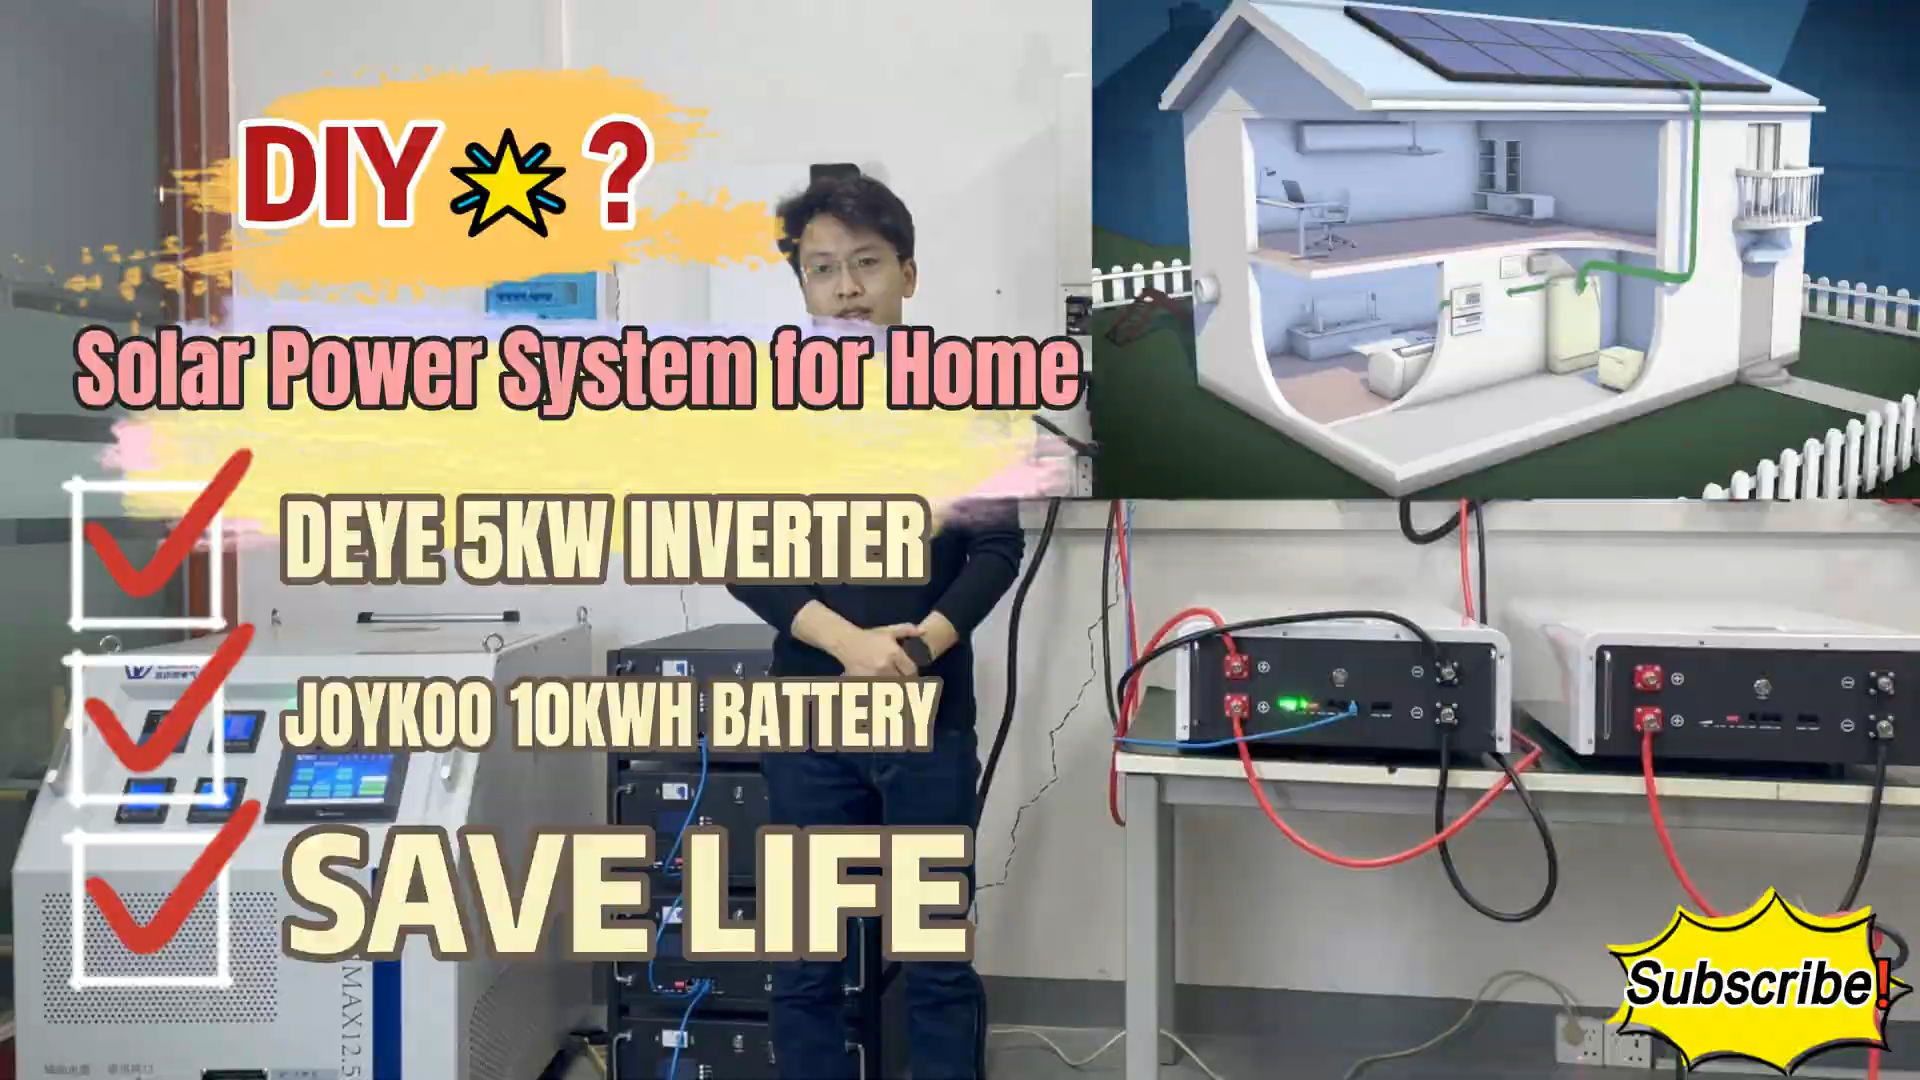 DIY ?
Solar Power System for Home
DEYE 5KW INVERTER
JOYKOO 10KWH BATTERY
SAVE LIFE
MAX12.5
Subscribe!